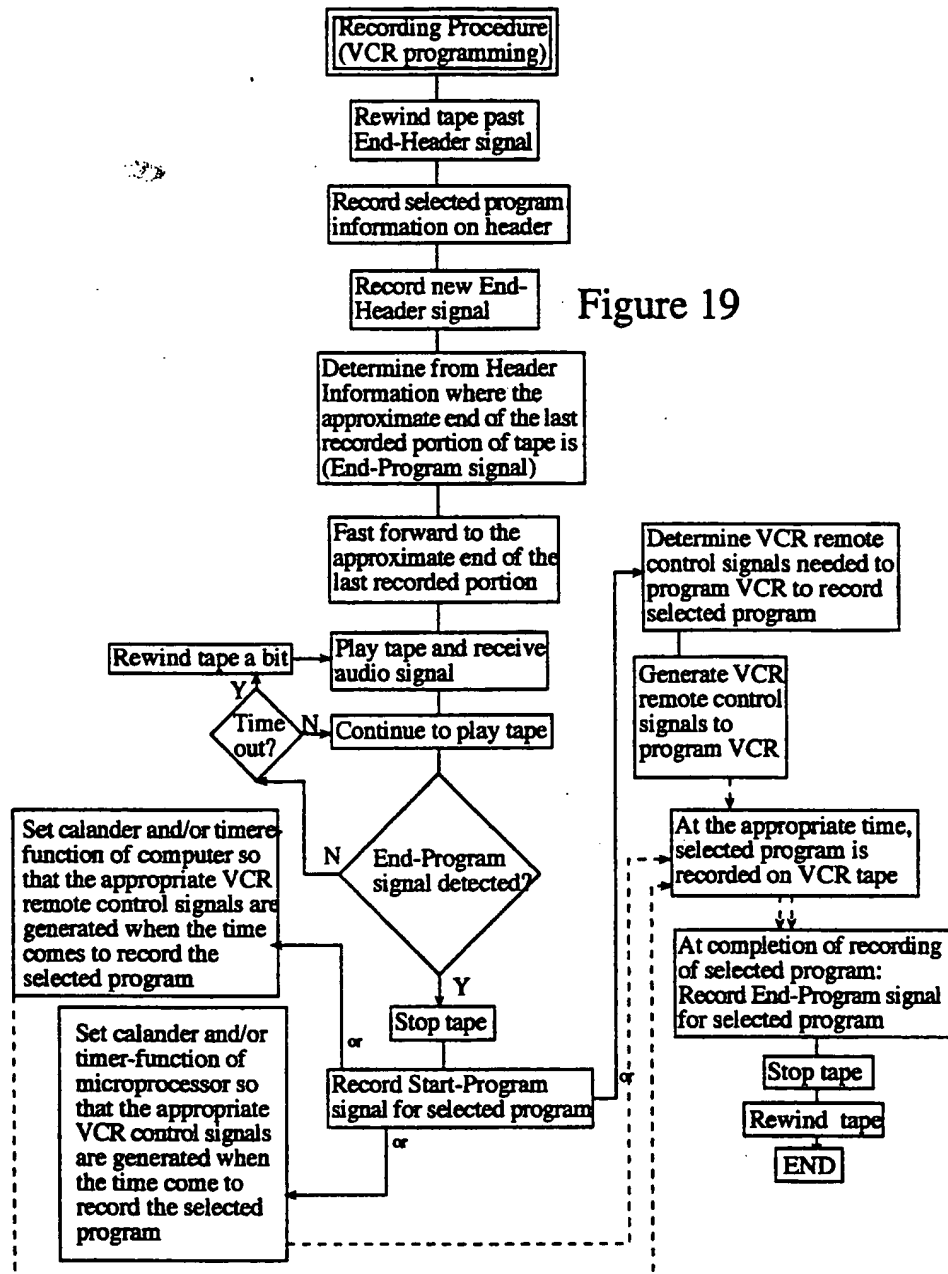 Recording Procedure
(VCR programming)
Rewind tape past
End-Header signal
Record selected program
information on header
Record new End-
Header signal
Figure 19
Determine from Header
Information where the
approximate end of the last
recorded portion of tape is
(End-Program signal)
Fast forward to the
approximate end of the
last recorded portion
Rewind tape a bit
Play tape and receive
audio signal
Y
Time
out?
N
Continue to play tape
N
End-Program
signal detected?
Y
Stop tape
Record Start-Program
signal for selected program
or
or
or
Set calander and/or timere-
function of computer so
that the appropriate VCR
remote control signals are
generated when the time
comes to record the
selected program
Set calander and/or
timer-function of
microprocessor so
that the appropriate
VCR control signals
are generated when
the time come to
record the selected
program
Determine VCR remote
control signals needed to
program VCR to record
selected program
Generate VCR
remote control
signals to
program VCR
At the appropriate time,
selected program is
recorded on VCR tape
At completion of recording
of selected program:
Record End-Program signal
for selected program
Stop tape
Rewind tape
END